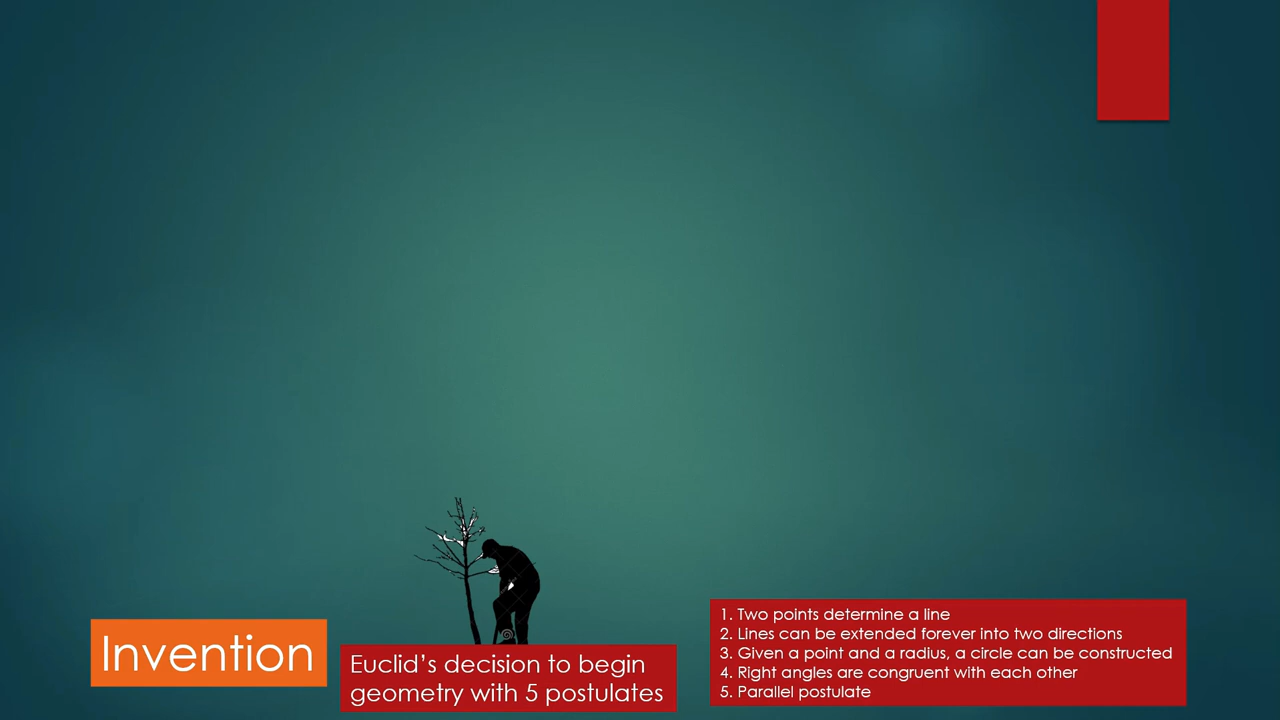 Invention
Euclid's decision to begin
geometry with 5 postulates
1. Two points determine a line
2. Lines can be extended forever into two directions
3. Given a point and a radius, a circle can be constructed
4. Right angles are congruent with each other
5. Parallel postulate